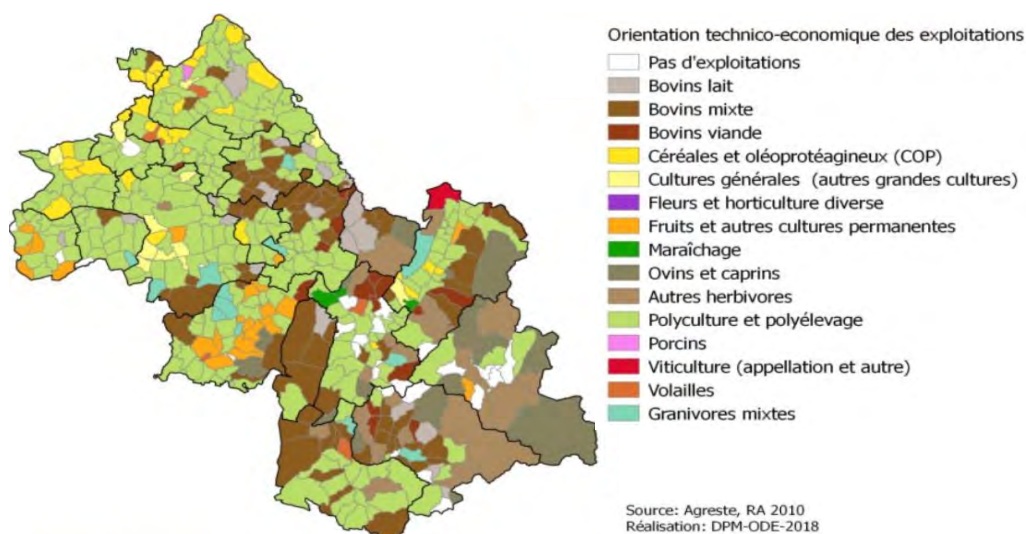 Orientation technico-economique des exploitations
Pas d'exploitations
Bovins lait
Bovins mixte
Bovins viande
Céréales et oléoprotéagineux (COP)
Cultures générales (autres grandes cultures)
Fleurs et horticulture diverse
Fruits et autres cultures permanentes
Maraîchage
Ovins et caprins
Autres herbivores
Polyculture et polyélevage
Porcins
Viticulture (appellation et autre)
Volailles
Granivores mixtes
Source: Agreste, RA 2010
Réalisation: DPM-ODE-2018